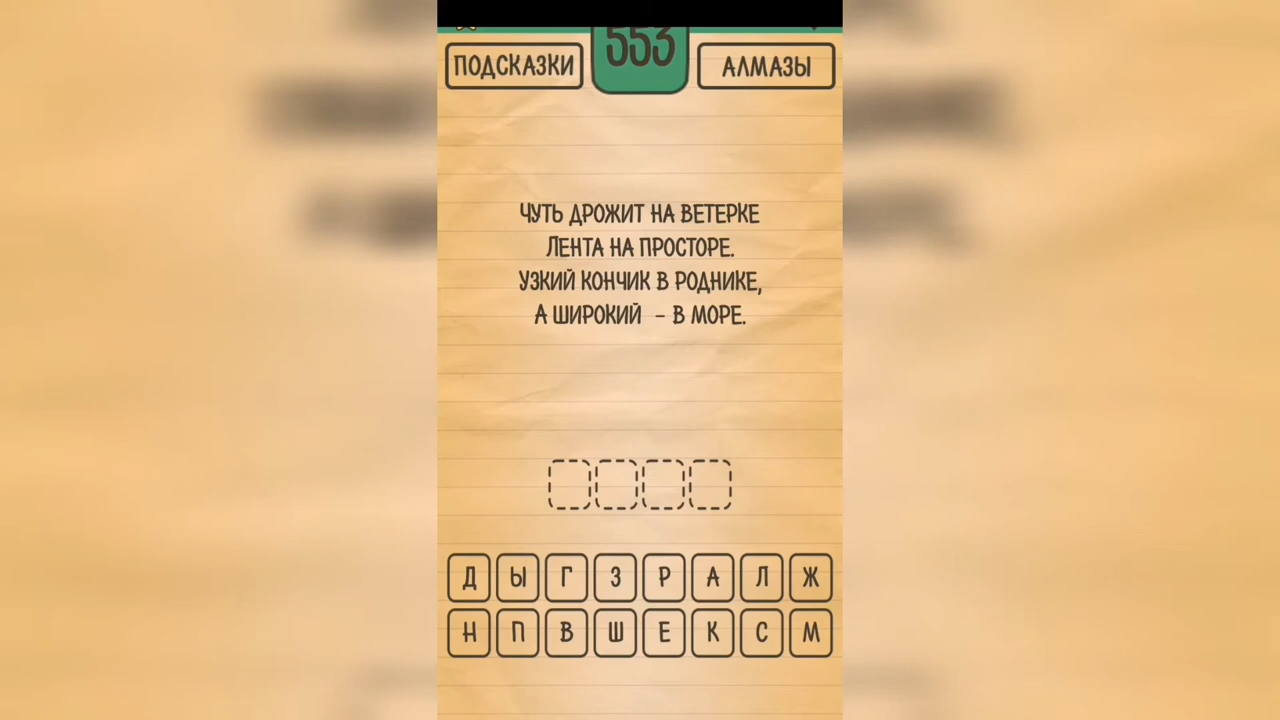 553
ПОДСКАЗКИ
АЛМАЗЫ
ЧУТЬ ДРОЖИТ НА ВЕТЕРКЕ
ЛЕНТА НА ПРОСТОРЕ.
УЗКИЙ КОНЧИК В РОДНИКЕ,
А ШИРОКИЙ - В МОРЕ.
Д Ы Г З Р А Л Ж
Н П В Ш Е К С М